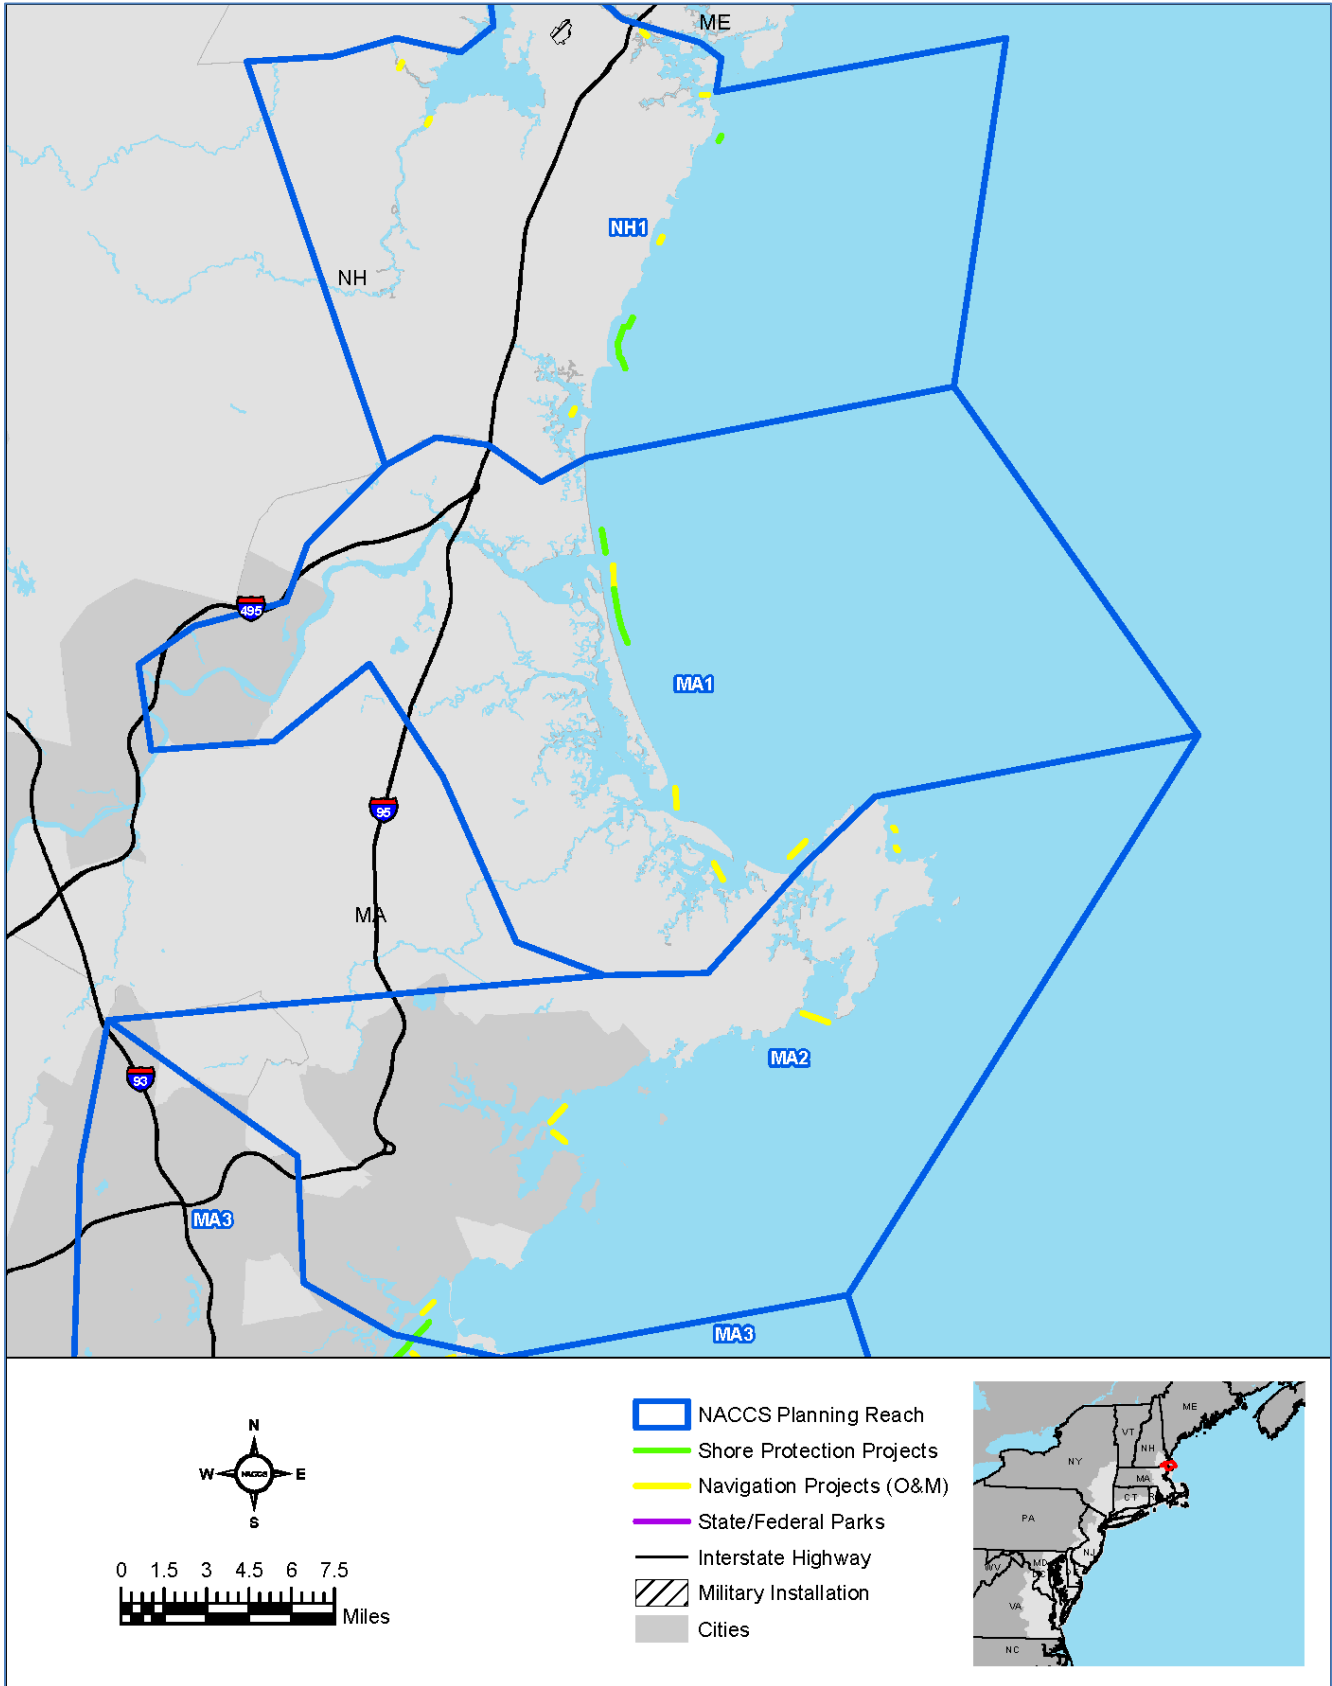 ME
NH1
NH
495
MA1
95
MA
MA2
93
MA3
MA3
N
W NACCS E
S
0 1.5 3 4.5 6 7.5
Miles
NACCS Planning Reach
Shore Protection Projects
Navigation Projects (O&M)
State/Federal Parks
Interstate Highway
Military Installation
Cities
ME
VT
NH
NY
MA
CT
PA
NJ
MD
WV
VA
NC